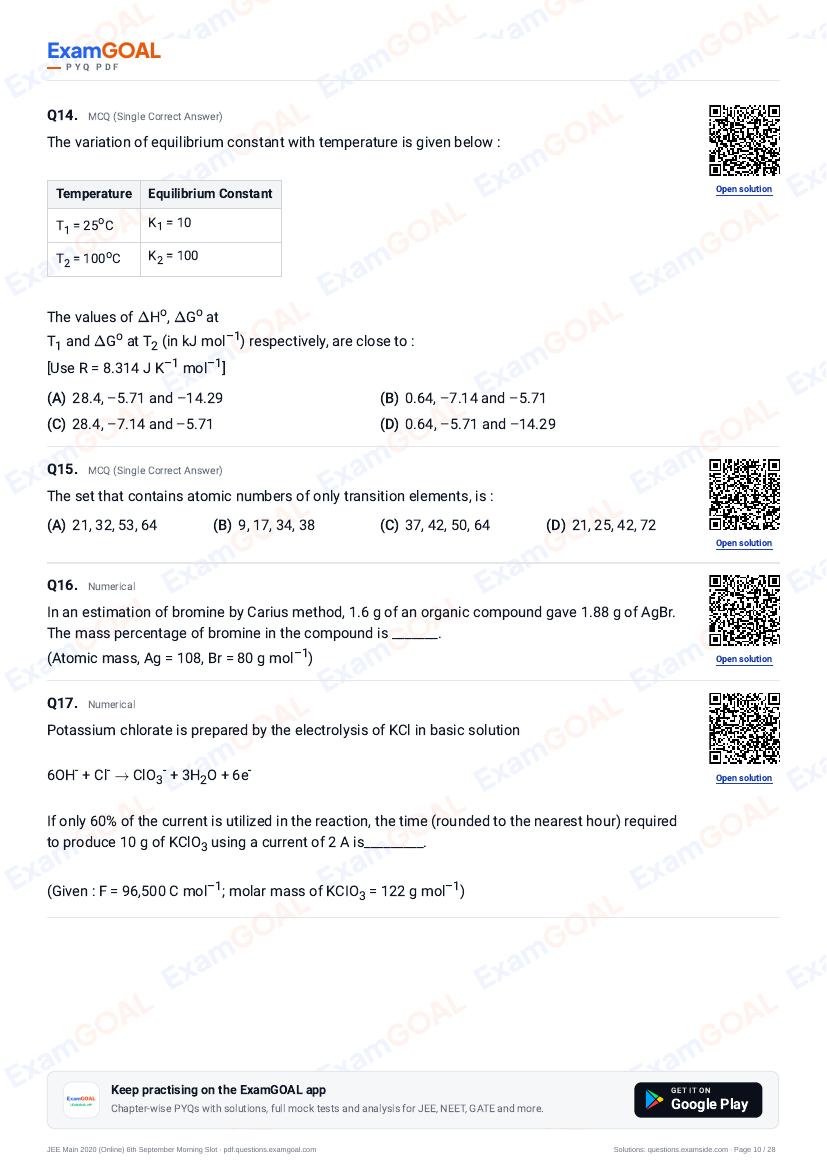 ExamGOAL
PYQ PDF
Q14. MCQ (Single Correct Answer)
The variation of equilibrium constant with temperature is given below :
Open solution
Temperature Equilibrium Constant
T₁ = 25°C K₁ = 10
T₂ = 100°C K₂ = 100
The values of ΔH°, ΔG° at
T₁ and ΔG° at T₂ (in kJ mol⁻¹) respectively, are close to :
[Use R = 8.314 J K⁻¹ mol⁻¹]
(A) 28.4, −5.71 and −14.29 (B) 0.64, −7.14 and −5.71
(C) 28.4, −7.14 and −5.71 (D) 0.64, −5.71 and −14.29
Q15. MCQ (Single Correct Answer)
The set that contains atomic numbers of only transition elements, is :
(A) 21, 32, 53, 64 (B) 9, 17, 34, 38 (C) 37, 42, 50, 64 (D) 21, 25, 42, 72
Open solution
Q16. Numerical
In an estimation of bromine by Carius method, 1.6 g of an organic compound gave 1.88 g of AgBr.
The mass percentage of bromine in the compound is ______.
(Atomic mass, Ag = 108, Br = 80 g mol⁻¹)
Open solution
Q17. Numerical
Potassium chlorate is prepared by the electrolysis of KCl in basic solution
6OH⁻ + Cl⁻ → ClO₃⁻ + 3H₂O + 6e⁻
Open solution
If only 60% of the current is utilized in the reaction, the time (rounded to the nearest hour) required
to produce 10 g of KClO₃ using a current of 2 A is________.
(Given : F = 96,500 C mol⁻¹; molar mass of KClO₃ = 122 g mol⁻¹)
Keep practising on the ExamGOAL app
Chapter-wise PYQs with solutions, full mock tests and analysis for JEE, NEET, GATE and more.
GET IT ON
Google Play
JEE Main 2020 (Online) 6th September Morning Slot · pdf.questions.examgoal.com
Solutions: questions.examside.com · Page 10 / 28